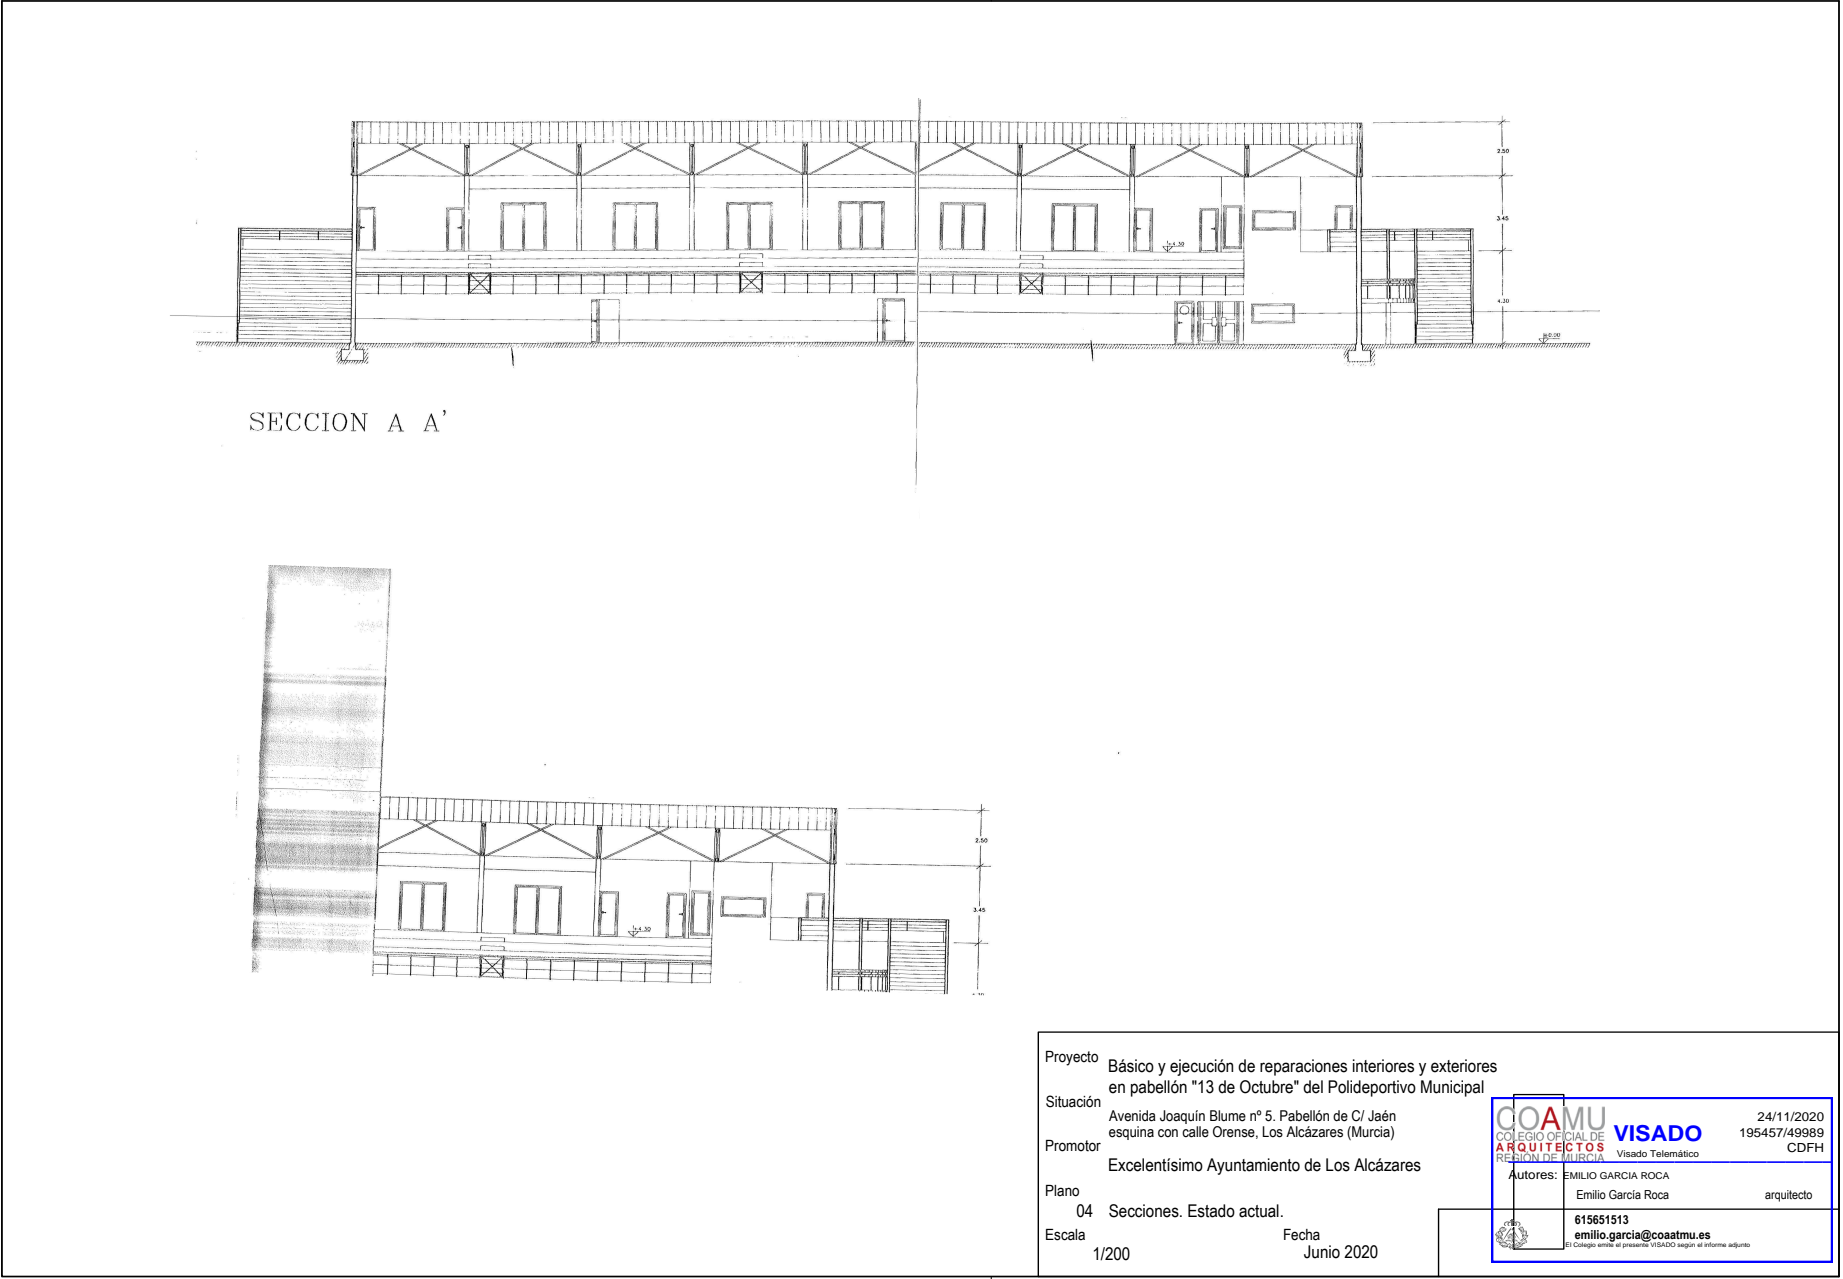 2.50
3.45
+4.30
4.30
±0.00
SECCION A A'
2.50
3.45
+4.30
4.30
Proyecto
Básico y ejecución de reparaciones interiores y exteriores
en pabellón "13 de Octubre" del Polideportivo Municipal
Situación
Avenida Joaquín Blume nº 5. Pabellón de C/ Jaén
esquina con calle Orense, Los Alcázares (Murcia)
Promotor
Excelentísimo Ayuntamiento de Los Alcázares
Plano
04 Secciones. Estado actual.
Escala
1/200
Fecha
Junio 2020
COAMU
COLEGIO OFICIAL DE
ARQUITECTOS
REGIÓN DE MURCIA
VISADO
Visado Telemático
24/11/2020
195457/49989
CDFH
Autores: EMILIO GARCIA ROCA
Emilio García Roca arquitecto
615651513
emilio.garcia@coaatmu.es
El Colegio emite el presente VISADO según el informe adjunto